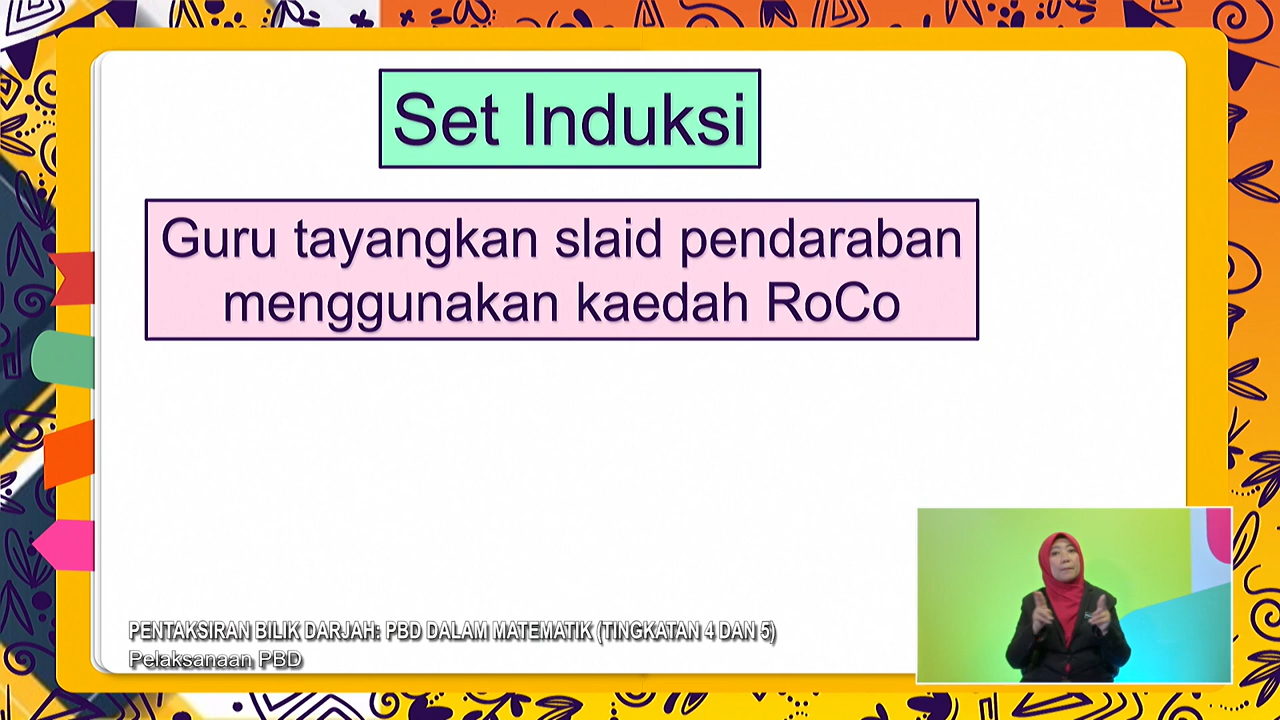 Set Induksi
Guru tayangkan slaid pendaraban
menggunakan kaedah RoCo
PENTAKSIRAN BILIK DARJAH: PBD DALAM MATEMATIK (TINGKATAN 4 DAN 5)
Pelaksanaan PBD